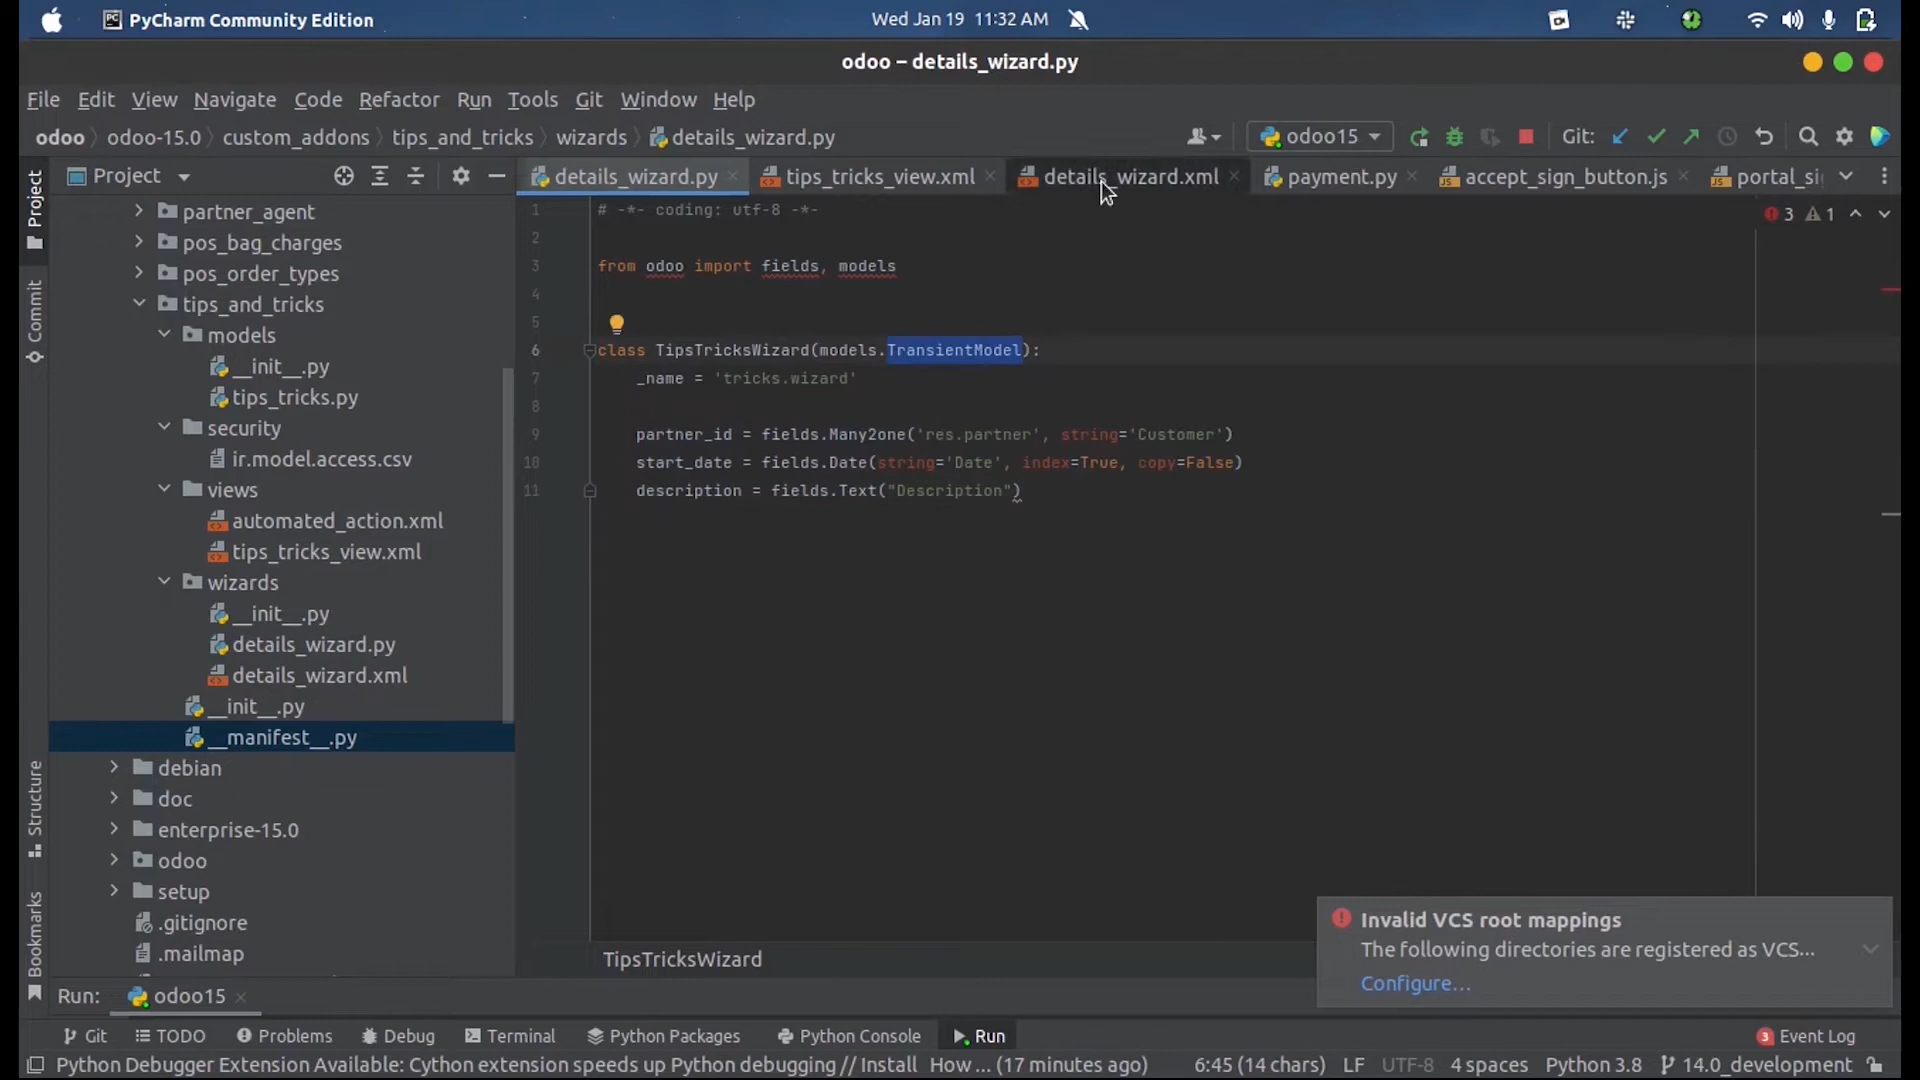 PyCharm Community Edition
Wed Jan 19 11:32 AM
odoo – details_wizard.py
File Edit View Navigate Code Refactor Run Tools Git Window Help
odoo odoo-15.0 custom_addons tips_and_tricks wizards details_wizard.py
odoo15 Git:
Project
details_wizard.py tips_tricks_view.xml details_wizard.xml payment.py accept_sign_button.js portal_si
Project
Commit
Structure
Bookmarks
partner_agent
pos_bag_charges
pos_order_types
tips_and_tricks
models
__init__.py
tips_tricks.py
security
ir.model.access.csv
views
automated_action.xml
tips_tricks_view.xml
wizards
__init__.py
details_wizard.py
details_wizard.xml
__init__.py
__manifest__.py
debian
doc
enterprise-15.0
odoo
setup
.gitignore
.mailmap
3 1
1 # -*- coding: utf-8 -*-
2
3 from odoo import fields, models
4
5
6 class TipsTricksWizard(models.TransientModel):
7 _name = 'tricks.wizard'
8
9 partner_id = fields.Many2one('res.partner', string='Customer')
10 start_date = fields.Date(string='Date', index=True, copy=False)
11 description = fields.Text("Description")
TipsTricksWizard
Invalid VCS root mappings
The following directories are registered as VCS...
Configure...
Run: odoo15
Git TODO Problems Debug Terminal Python Packages Python Console Run 3 Event Log
Python Debugger Extension Available: Cython extension speeds up Python debugging // Install How ... (17 minutes ago) 6:45 (14 chars) LF UTF-8 4 spaces Python 3.8 14.0_development